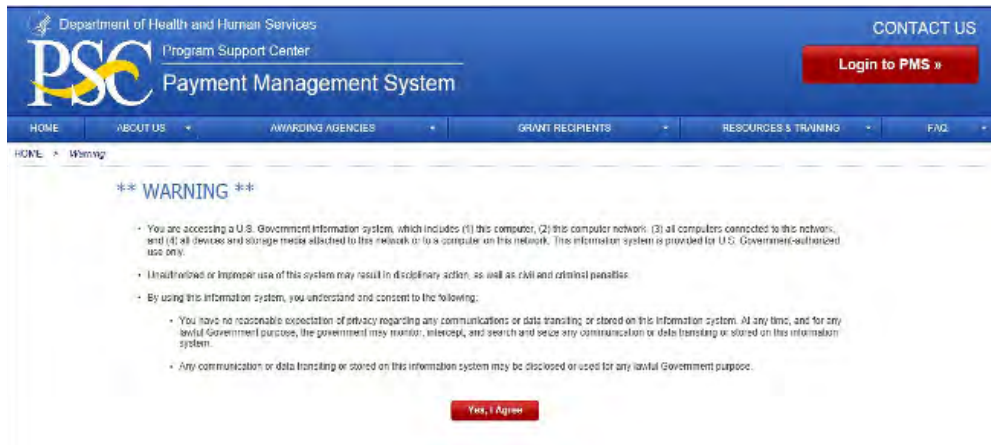 Department of Health and Human Services
CONTACT US
PSC
Program Support Center
Login to PMS »
Payment Management System
HOME ABOUT US AWARDING AGENCIES GRANT RECIPIENTS RESOURCES & TRAINING FAQ
HOME > Warning
** WARNING **
• You are accessing a U.S. Government information system, which includes (1) this computer, (2) this computer network, (3) all computers connected to this network,
and (4) all devices and storage media attached to this network or to a computer on this network. This information system is provided for U.S. Government-authorized
use only.
• Unauthorized or improper use of this system may result in disciplinary action, as well as civil and criminal penalties.
• By using this information system, you understand and consent to the following:
• You have no reasonable expectation of privacy regarding any communications or data transiting or stored on this information system. At any time, and for any
lawful Government purpose, the government may monitor, intercept, and search and seize any communication or data transiting or stored on this information
system.
• Any communication or data transiting or stored on this information system may be disclosed or used for any lawful Government purpose.
Yes, I Agree